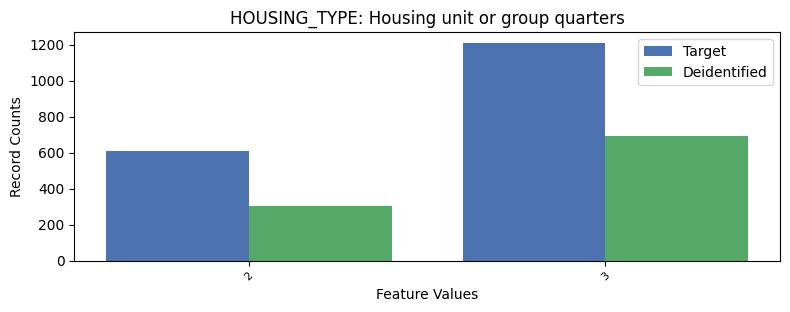 HOUSING_TYPE: Housing unit or group quarters
Target
Deidentified
Record Counts
1200
1000
800
600
400
200
0
2
3
Feature Values